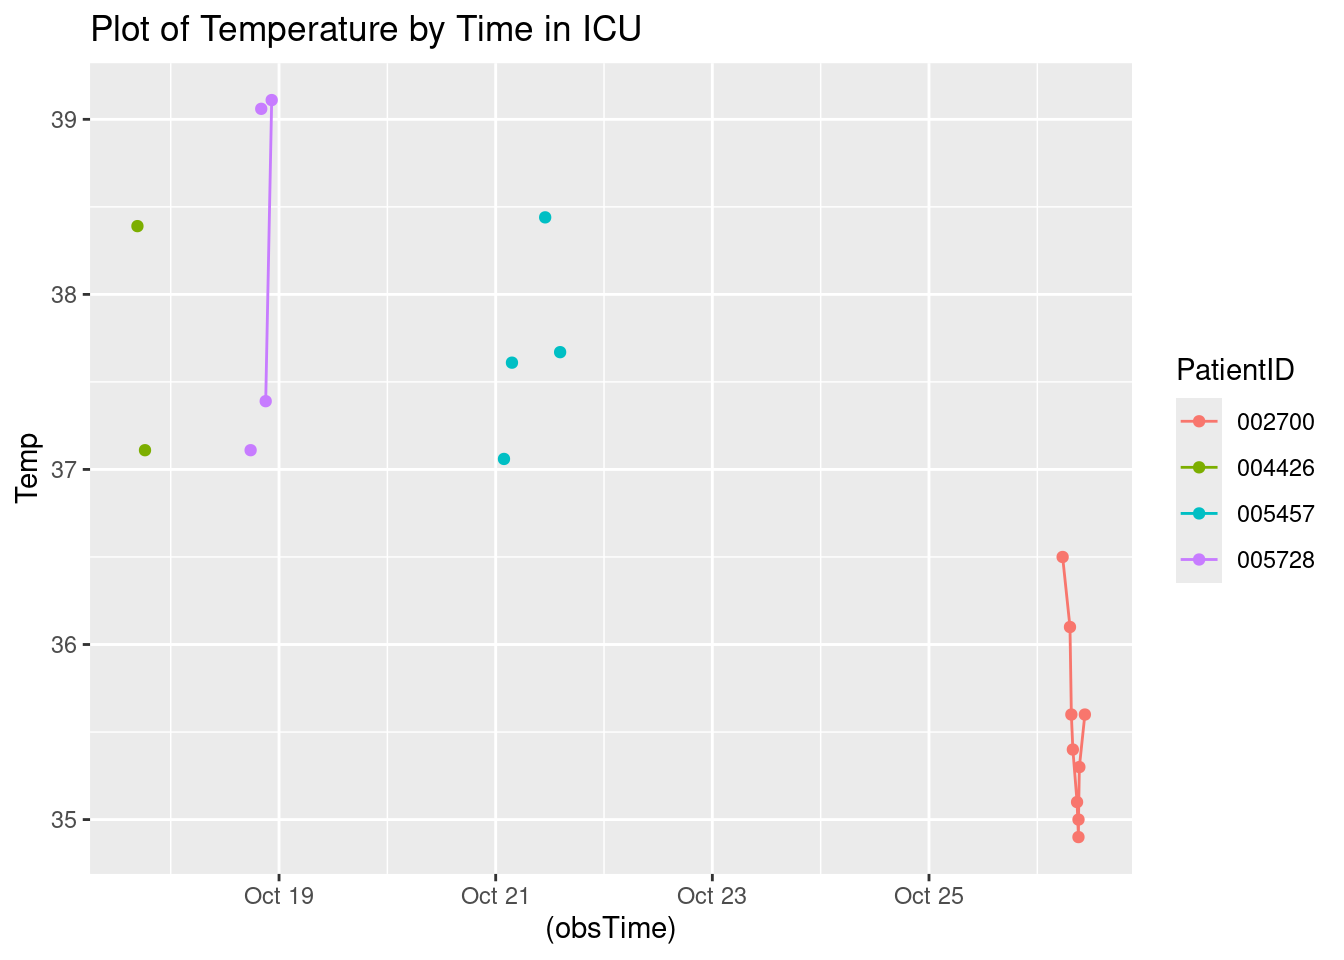 Plot of Temperature by Time in ICU
39
38
37
36
35
Temp
Oct 19
Oct 21
Oct 23
Oct 25
(obsTime)
PatientID
002700
004426
005457
005728